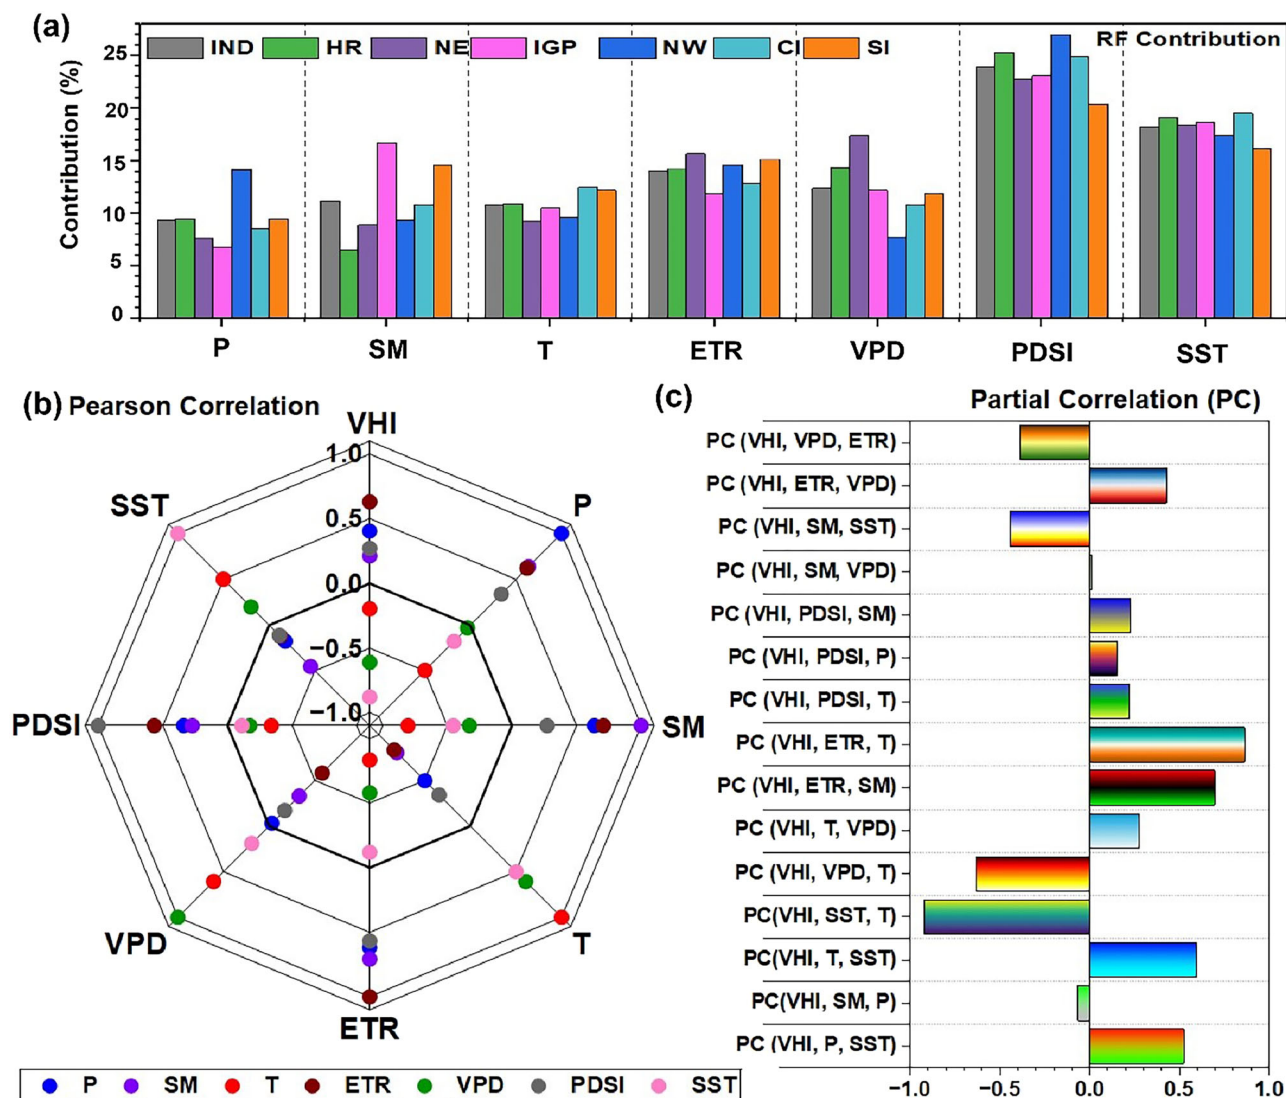 (a)
IND HR NE IGP NW CI SI RF Contribution
Contribution (%)
25
20
15
10
5
0
P SM T ETR VPD PDSI SST
(b) Pearson Correlation
VHI
P
SM
T
ETR
VPD
PDSI
SST
1.0
0.5
0.0
−0.5
−1.0
P SM T ETR VPD PDSI SST
(c) Partial Correlation (PC)
PC (VHI, VPD, ETR)
PC (VHI, ETR, VPD)
PC (VHI, SM, SST)
PC (VHI, SM, VPD)
PC (VHI, PDSI, SM)
PC (VHI, PDSI, P)
PC (VHI, PDSI, T)
PC (VHI, ETR, T)
PC (VHI, ETR, SM)
PC (VHI, T, VPD)
PC (VHI, VPD, T)
PC(VHI, SST, T)
PC(VHI, T, SST)
PC(VHI, SM, P)
PC (VHI, P, SST)
−1.0 −0.5 0.0 0.5 1.0